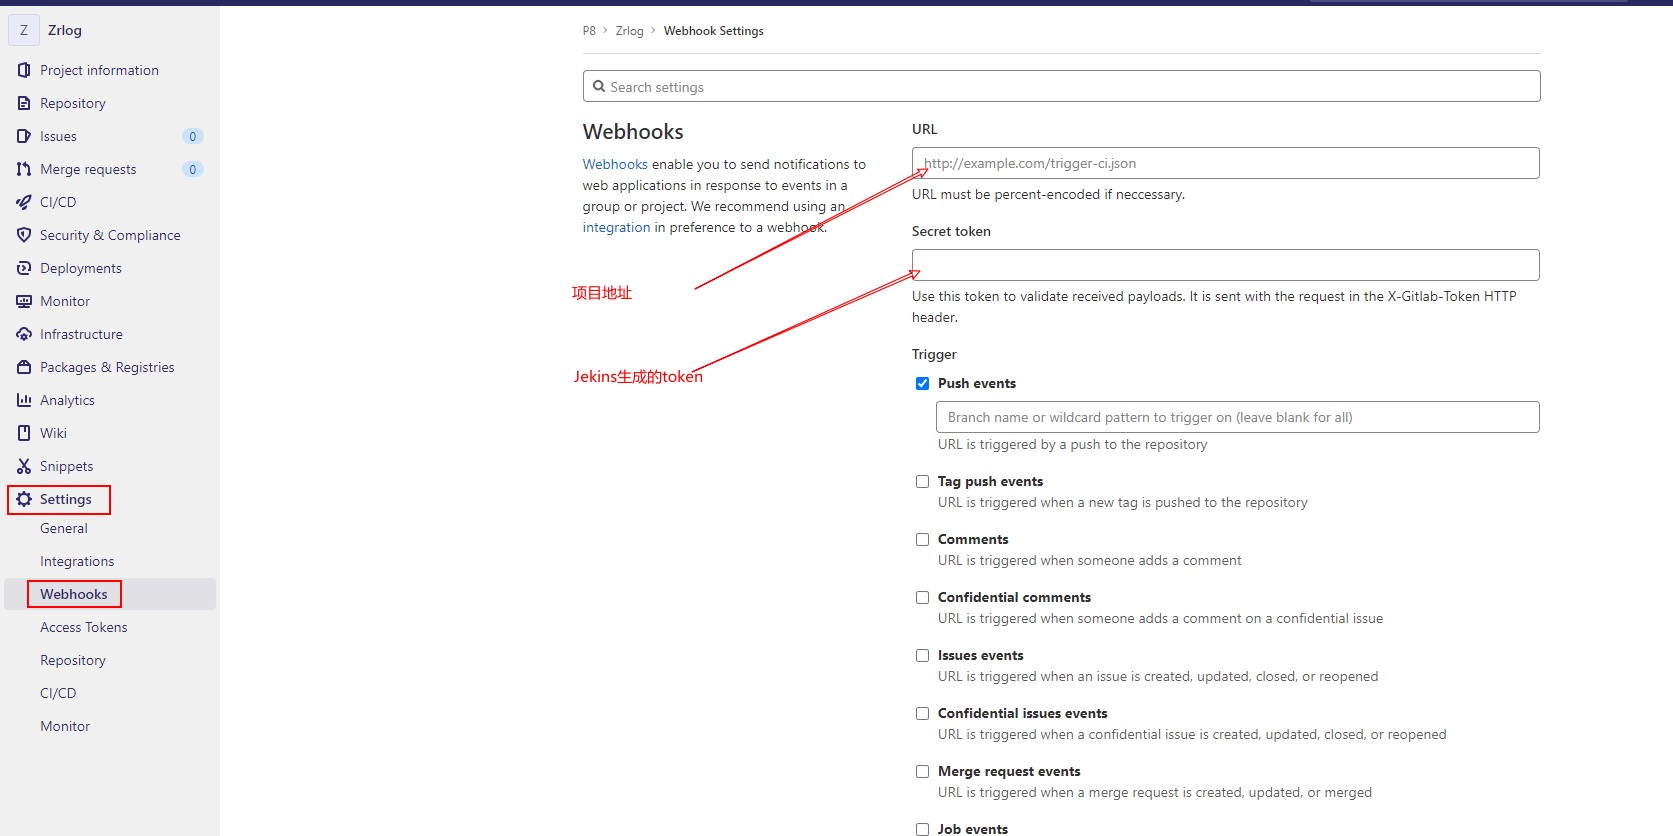 Z Zrlog
Project information
Repository
Issues 0
Merge requests 0
CI/CD
Security & Compliance
Deployments
Monitor
Infrastructure
Packages & Registries
Analytics
Wiki
Snippets
Settings
General
Integrations
Webhooks
Access Tokens
Repository
CI/CD
Monitor
P8 > Zrlog > Webhook Settings
Search settings
Webhooks
Webhooks enable you to send notifications to
web applications in response to events in a
group or project. We recommend using an
integration in preference to a webhook.
项目地址
Jekins生成的token
URL
http://example.com/trigger-ci.json
URL must be percent-encoded if neccessary.
Secret token
Use this token to validate received payloads. It is sent with the request in the X-Gitlab-Token HTTP
header.
Trigger
Push events
Branch name or wildcard pattern to trigger on (leave blank for all)
URL is triggered by a push to the repository
Tag push events
URL is triggered when a new tag is pushed to the repository
Comments
URL is triggered when someone adds a comment
Confidential comments
URL is triggered when someone adds a comment on a confidential issue
Issues events
URL is triggered when an issue is created, updated, closed, or reopened
Confidential issues events
URL is triggered when a confidential issue is created, updated, closed, or reopened
Merge request events
URL is triggered when a merge request is created, updated, or merged
Job events